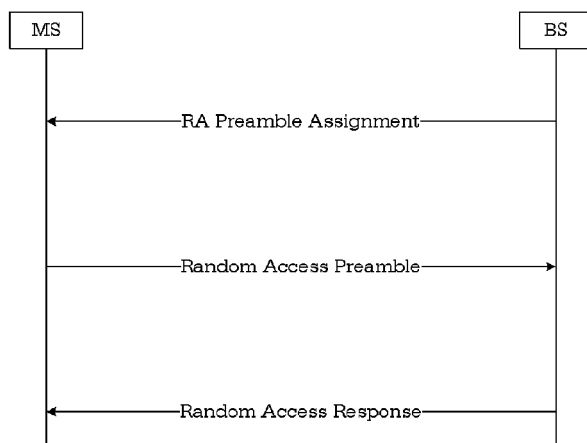 MS
BS
RA Preamble Assignment
Random Access Preamble
Random Access Response